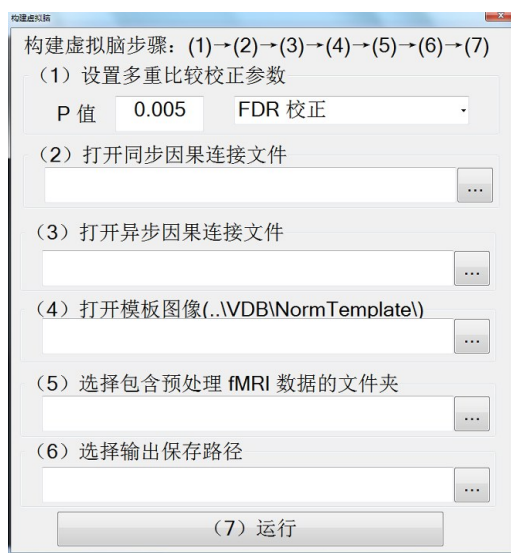 构建虚拟脑
构建虚拟脑步骤：(1)→(2)→(3)→(4)→(5)→(6)→(7)
（1）设置多重比较校正参数
P 值 0.005 FDR 校正
（2）打开同步因果连接文件
...
（3）打开异步因果连接文件
...
（4）打开模板图像(..\VDB\NormTemplate\)
...
（5）选择包含预处理 fMRI 数据的文件夹
...
（6）选择输出保存路径
...
（7）运行